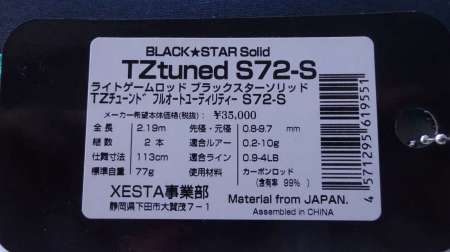 BLACK★STAR Solid
TZtuned S72-S
ライトゲームロッド ブラックスターソリッド
TZチューンド フルオートユーティリティー S72-S
メーカー希望本体価格(税抜): ¥35,000
全長 2.19m 先径・元径 0.8-9.7 mm
継数 2本 適合ルアー 0.2-10g
仕舞寸法 113cm 適合ライン 0.9-4LB
標準自重 77g 使用材料 カーボンロッド
(含有率 99%)
XESTA事業部
静岡県下田市大賀茂7-1
Material from JAPAN.
Assembled in CHINA
4571295619551